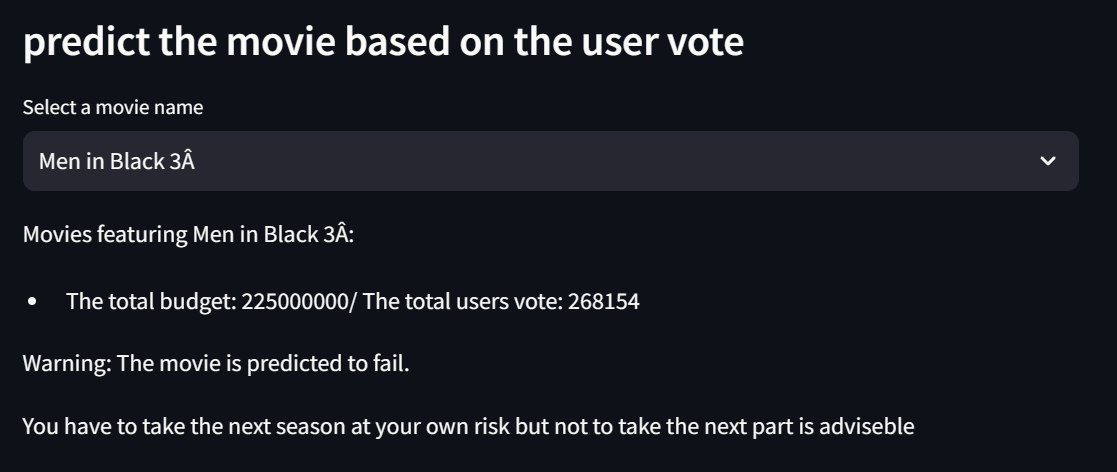 predict the movie based on the user vote
Select a movie name
Men in Black 3Â
Movies featuring Men in Black 3Â:
• The total budget: 225000000/ The total users vote: 268154
Warning: The movie is predicted to fail.
You have to take the next season at your own risk but not to take the next part is adviseble